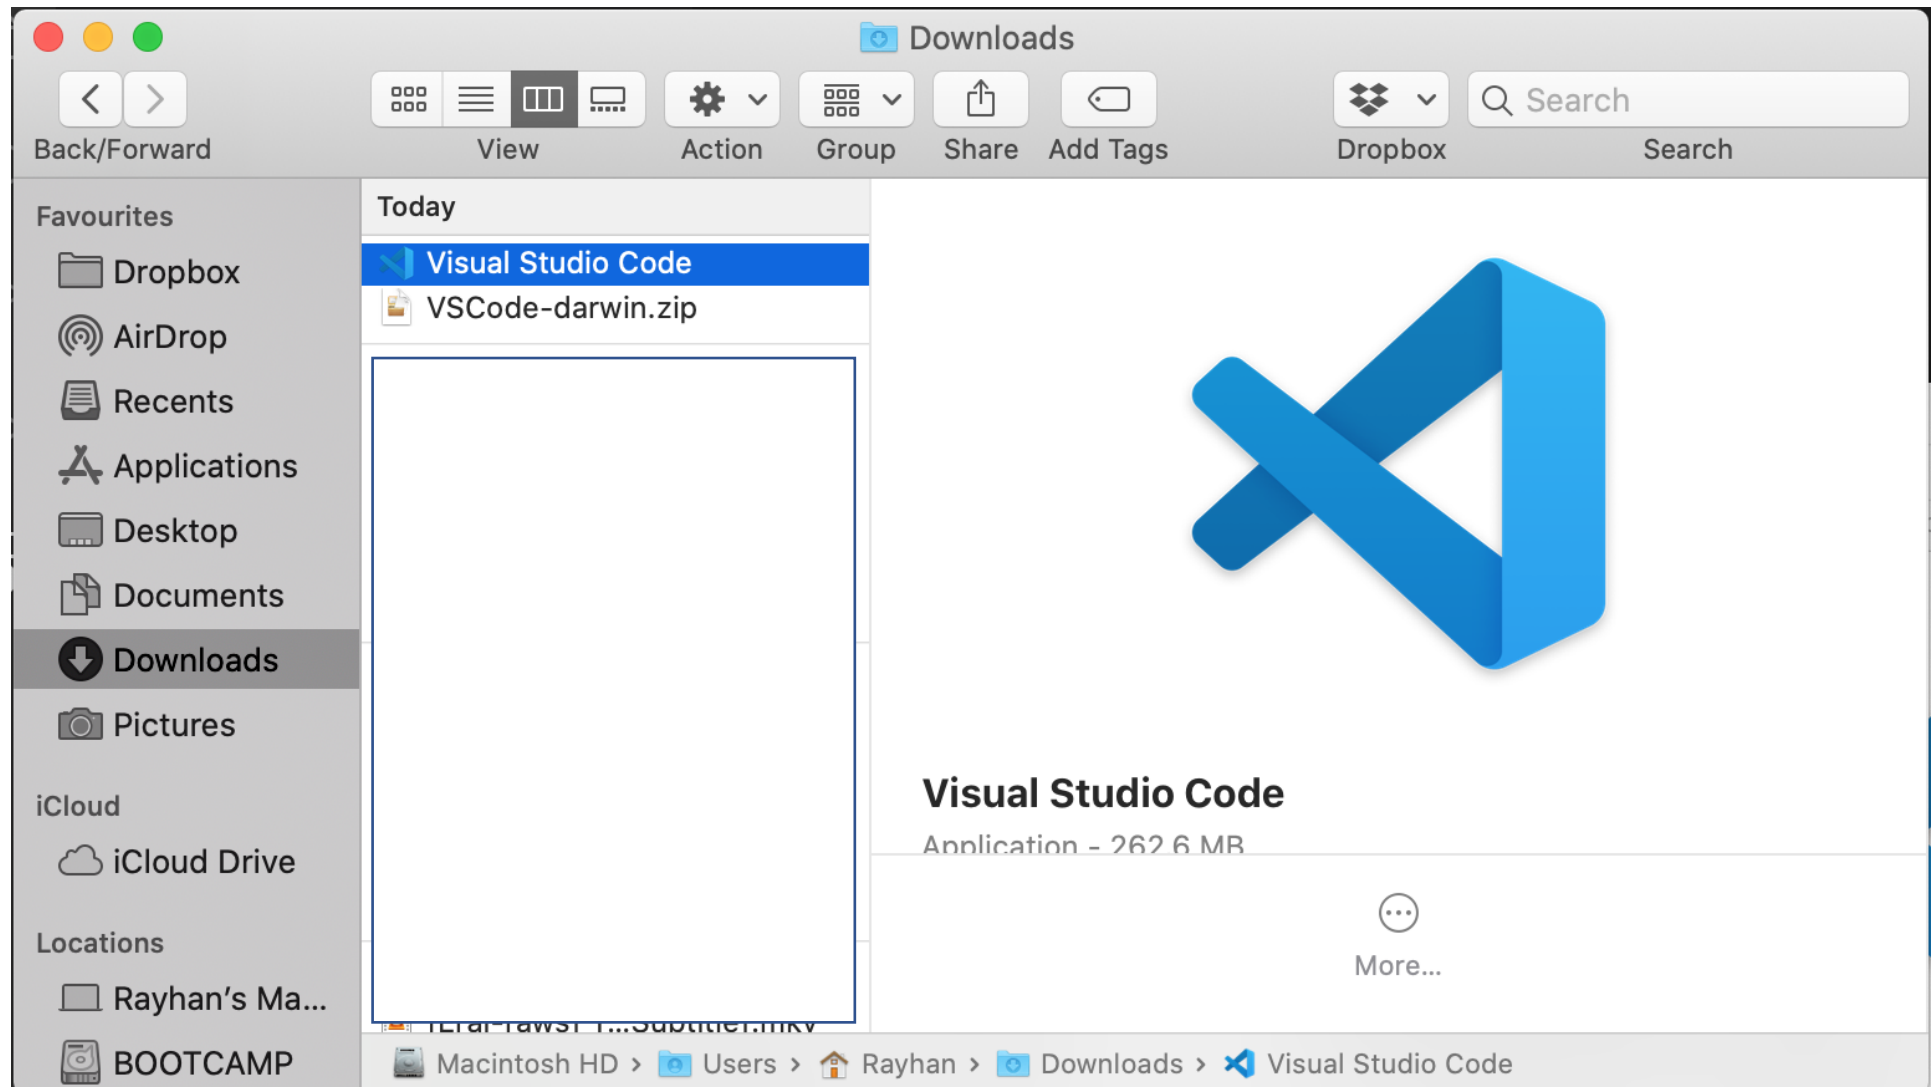 Downloads
Search
Back/Forward
View
Action
Group
Share
Add Tags
Dropbox
Search
Favourites
Dropbox
AirDrop
Recents
Applications
Desktop
Documents
Downloads
Pictures
iCloud
iCloud Drive
Locations
Rayhan's Ma...
BOOTCAMP
Today
Visual Studio Code
VSCode-darwin.zip
Visual Studio Code
Application - 262.6 MB
More...
Macintosh HD › Users › Rayhan › Downloads › Visual Studio Code